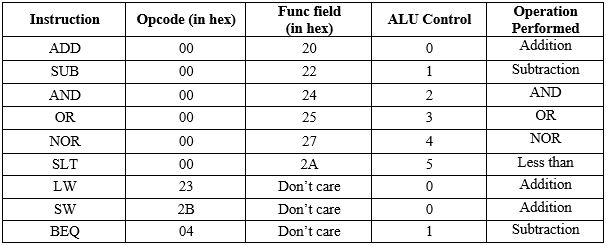 Instruction Opcode (in hex) Func field (in hex) ALU Control Operation Performed
ADD 00 20 0 Addition
SUB 00 22 1 Subtraction
AND 00 24 2 AND
OR 00 25 3 OR
NOR 00 27 4 NOR
SLT 00 2A 5 Less than
LW 23 Don’t care 0 Addition
SW 2B Don’t care 0 Addition
BEQ 04 Don’t care 1 Subtraction